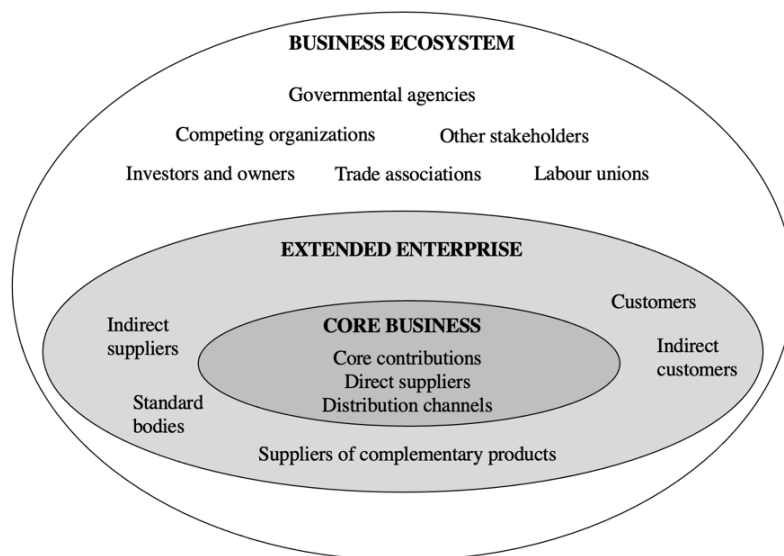 BUSINESS ECOSYSTEM
Governmental agencies
Competing organizations
Other stakeholders
Investors and owners
Trade associations
Labour unions
EXTENDED ENTERPRISE
Customers
Indirect
suppliers
CORE BUSINESS
Core contributions
Direct suppliers
Distribution channels
Indirect
customers
Standard
bodies
Suppliers of complementary products